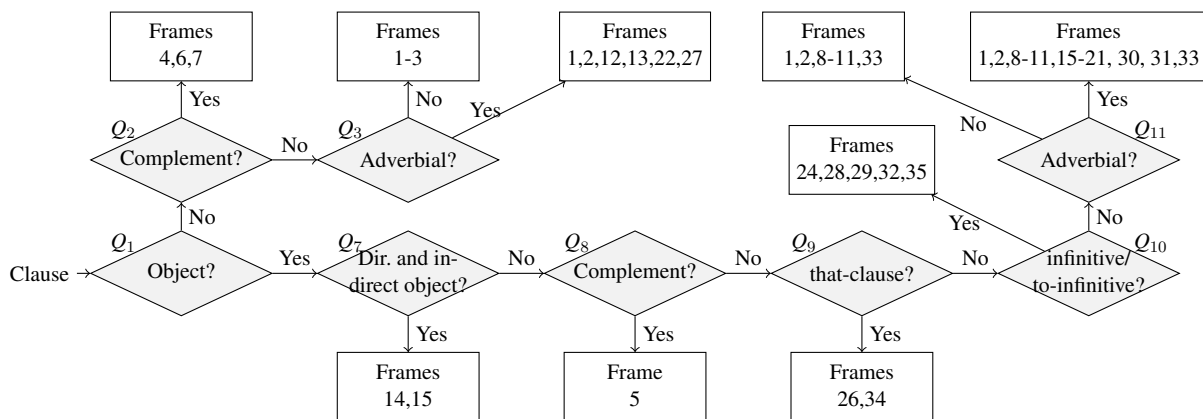 Frames
4,6,7
Frames
1-3
Frames
1,2,12,13,22,27
Frames
1,2,8-11,33
Frames
1,2,8-11,15-21, 30, 31,33
Yes
No
Yes
No
Yes
Q2
Complement?
No
Q3
Adverbial?
Frames
24,28,29,32,35
Q11
Adverbial?
No
Yes
No
Clause
Q1
Object?
Yes
Q7
Dir. and in-
direct object?
No
Q8
Complement?
No
Q9
that-clause?
No
Q10
infinitive/
to-infinitive?
Yes
Yes
Yes
Frames
14,15
Frame
5
Frames
26,34